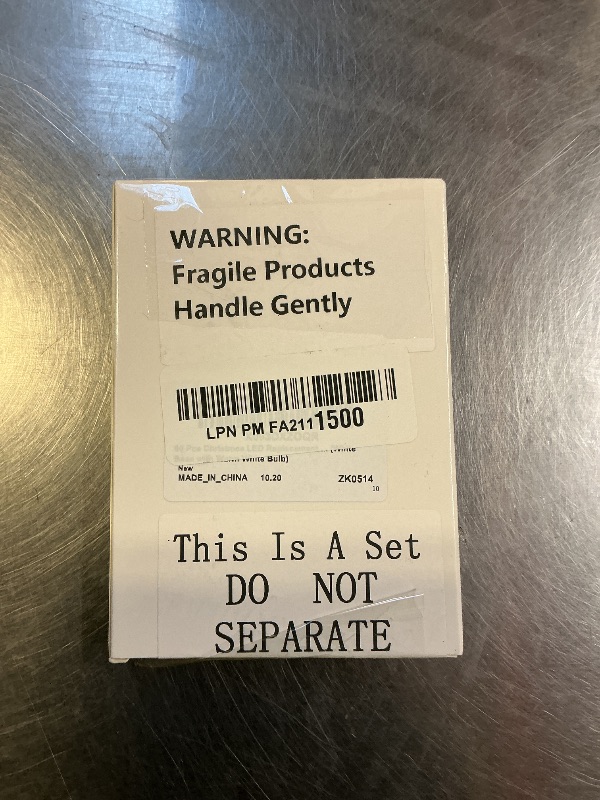 WARNING:
Fragile Products
Handle Gently
LPN PM FA2111500
White Bulb)
New
MADE_IN_CHINA 10.20 ZK0514
10
This Is A Set
DO NOT
SEPARATE